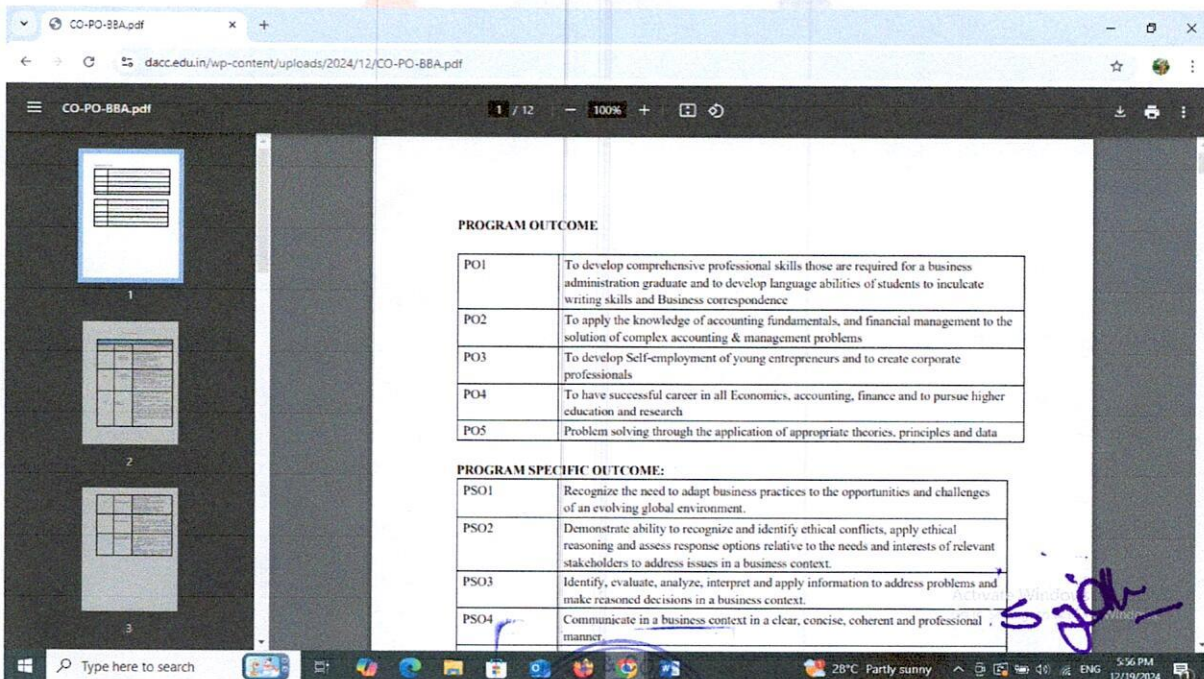 CO-PO-BBA.pdf
dacc.edu.in/wp-content/uploads/2024/12/CO-PO-BBA.pdf
CO-PO-BBA.pdf
1 / 12
100%
PROGRAM OUTCOME
PO1 To develop comprehensive professional skills those are required for a business
administration graduate and to develop language abilities of students to inculcate
writing skills and Business correspondence
PO2 To apply the knowledge of accounting fundamentals, and financial management to the
solution of complex accounting & management problems
PO3 To develop Self-employment of young entrepreneurs and to create corporate
professionals
PO4 To have successful career in all Economics, accounting, finance and to pursue higher
education and research
PO5 Problem solving through the application of appropriate theories, principles and data
PROGRAM SPECIFIC OUTCOME:
PSO1 Recognize the need to adapt business practices to the opportunities and challenges
of an evolving global environment.
PSO2 Demonstrate ability to recognize and identify ethical conflicts, apply ethical
reasoning and assess response options relative to the needs and interests of relevant
stakeholders to address issues in a business context.
PSO3 Identify, evaluate, analyze, interpret and apply information to address problems and
make reasoned decisions in a business context.
PSO4 Communicate in a business context in a clear, concise, coherent and professional
manner.
1
2
3
Activate Windows
Type here to search
28°C Partly sunny
ENG
5:56 PM
12/19/2024